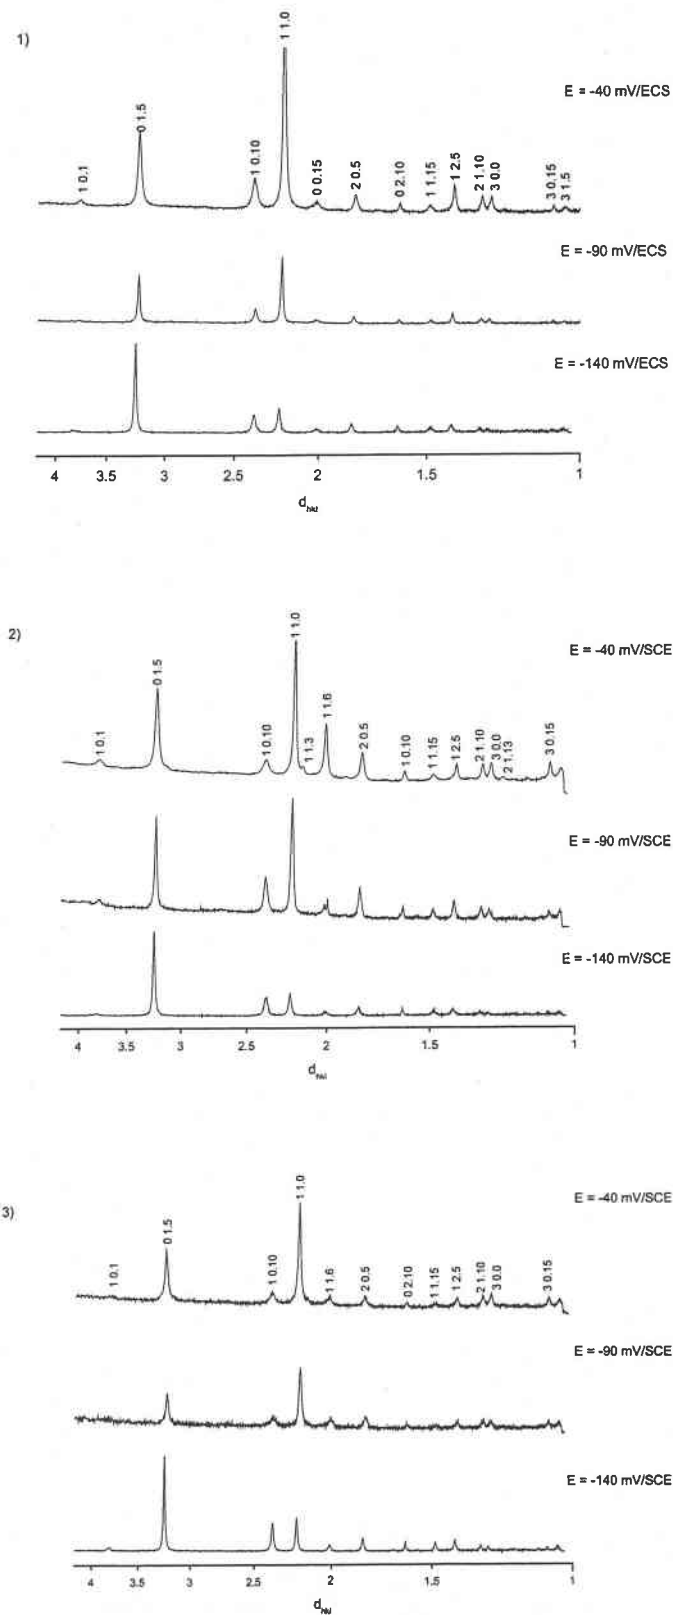 1)
1 1.0
E = -40 mV/ECS
0 1.5
1 0.1
1 0.10
0 0.15
2 0.5
0 2.10
1 1.15
1 2.5
2 1.10
3 0.0
3 0.15
3 1.5
E = -90 mV/ECS
E = -140 mV/ECS
4 3.5 3 2.5 2 1.5 1
d hkl
2)
1 1.0
E = -40 mV/SCE
0 1.5
1 0.1
1 0.10
1 1.3
1 1.6
2 0.5
1 0.10
1 1.15
1 2.5
2 1.10
3 0.0
2 1.13
3 0.15
E = -90 mV/SCE
E = -140 mV/SCE
4 3.5 3 2.5 2 1.5 1
d hkl
3)
1 1.0
E = -40 mV/SCE
0 1.5
1 0.1
1 0.10
1 1.6
2 0.5
0 2.10
1 1.15
1 2.5
2 1.10
3 0.0
3 0.15
E = -90 mV/SCE
E = -140 mV/SCE
4 3.5 3 2.5 2 1.5 1
d hkl